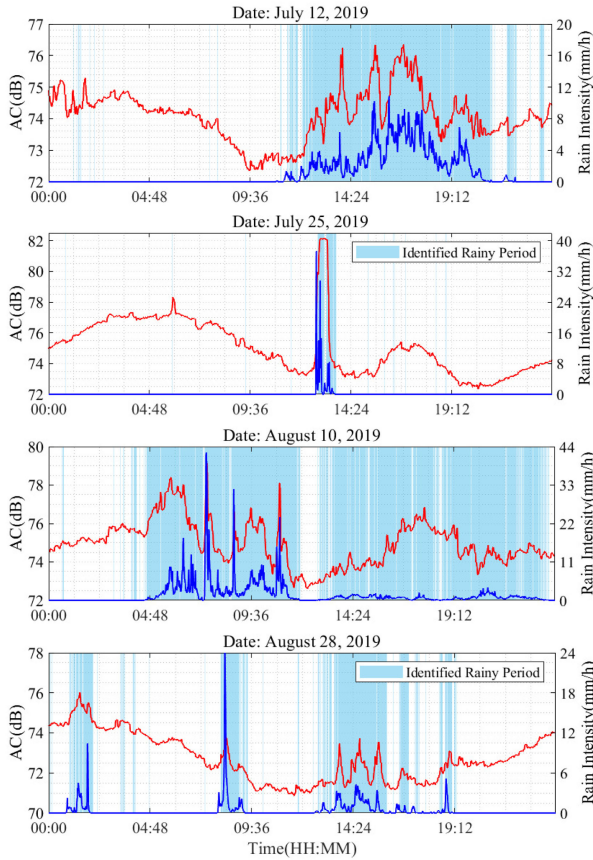 Date: July 12, 2019
77
76
75
74
73
72
AC(dB)
20
16
12
8
4
0
Rain Intensity(mm/h)
00:00 04:48 09:36 14:24 19:12
Date: July 25, 2019
82
80
78
76
74
72
AC(dB)
Identified Rainy Period
40
32
24
16
8
0
Rain Intensity(mm/h)
00:00 04:48 09:36 14:24 19:12
Date: August 10, 2019
80
78
76
74
72
AC(dB)
44
33
22
11
0
Rain Intensity(mm/h)
00:00 04:48 09:36 14:24 19:12
Date: August 28, 2019
78
76
74
72
70
AC(dB)
Identified Rainy Period
24
18
12
6
0
Rain Intensity(mm/h)
00:00 04:48 09:36 14:24 19:12
Time(HH:MM)